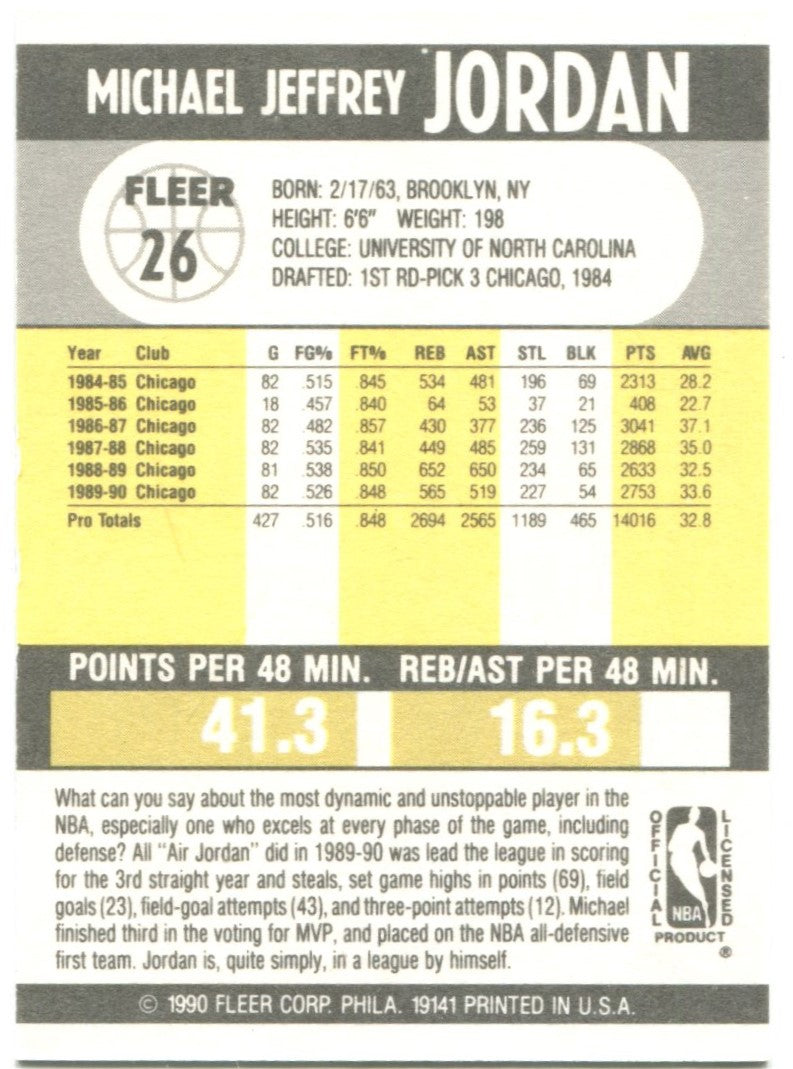 MICHAEL JEFFREY JORDAN
FLEER
26
BORN: 2/17/63, BROOKLYN, NY
HEIGHT: 6'6" WEIGHT: 198
COLLEGE: UNIVERSITY OF NORTH CAROLINA
DRAFTED: 1ST RD-PICK 3 CHICAGO, 1984
Year Club G FG% FT% REB AST STL BLK PTS AVG
1984-85 Chicago 82 .515 .845 534 481 196 69 2313 28.2
1985-86 Chicago 18 .457 .840 64 53 37 21 408 22.7
1986-87 Chicago 82 .482 .857 430 377 236 125 3041 37.1
1987-88 Chicago 82 .535 .841 449 485 259 131 2868 35.0
1988-89 Chicago 81 .538 .850 652 650 234 65 2633 32.5
1989-90 Chicago 82 .526 .848 565 519 227 54 2753 33.6
Pro Totals 427 .516 .848 2694 2565 1189 465 14016 32.8
POINTS PER 48 MIN. REB/AST PER 48 MIN.
41.3 16.3
What can you say about the most dynamic and unstoppable player in the
NBA, especially one who excels at every phase of the game, including
defense? All "Air Jordan" did in 1989-90 was lead the league in scoring
for the 3rd straight year and steals, set game highs in points (69), field
goals (23), field-goal attempts (43), and three-point attempts (12). Michael
finished third in the voting for MVP, and placed on the NBA all-defensive
first team. Jordan is, quite simply, in a league by himself.
OFFICIAL
NBA
LICENSED
PRODUCT
®
© 1990 FLEER CORP. PHILA. 19141 PRINTED IN U.S.A.